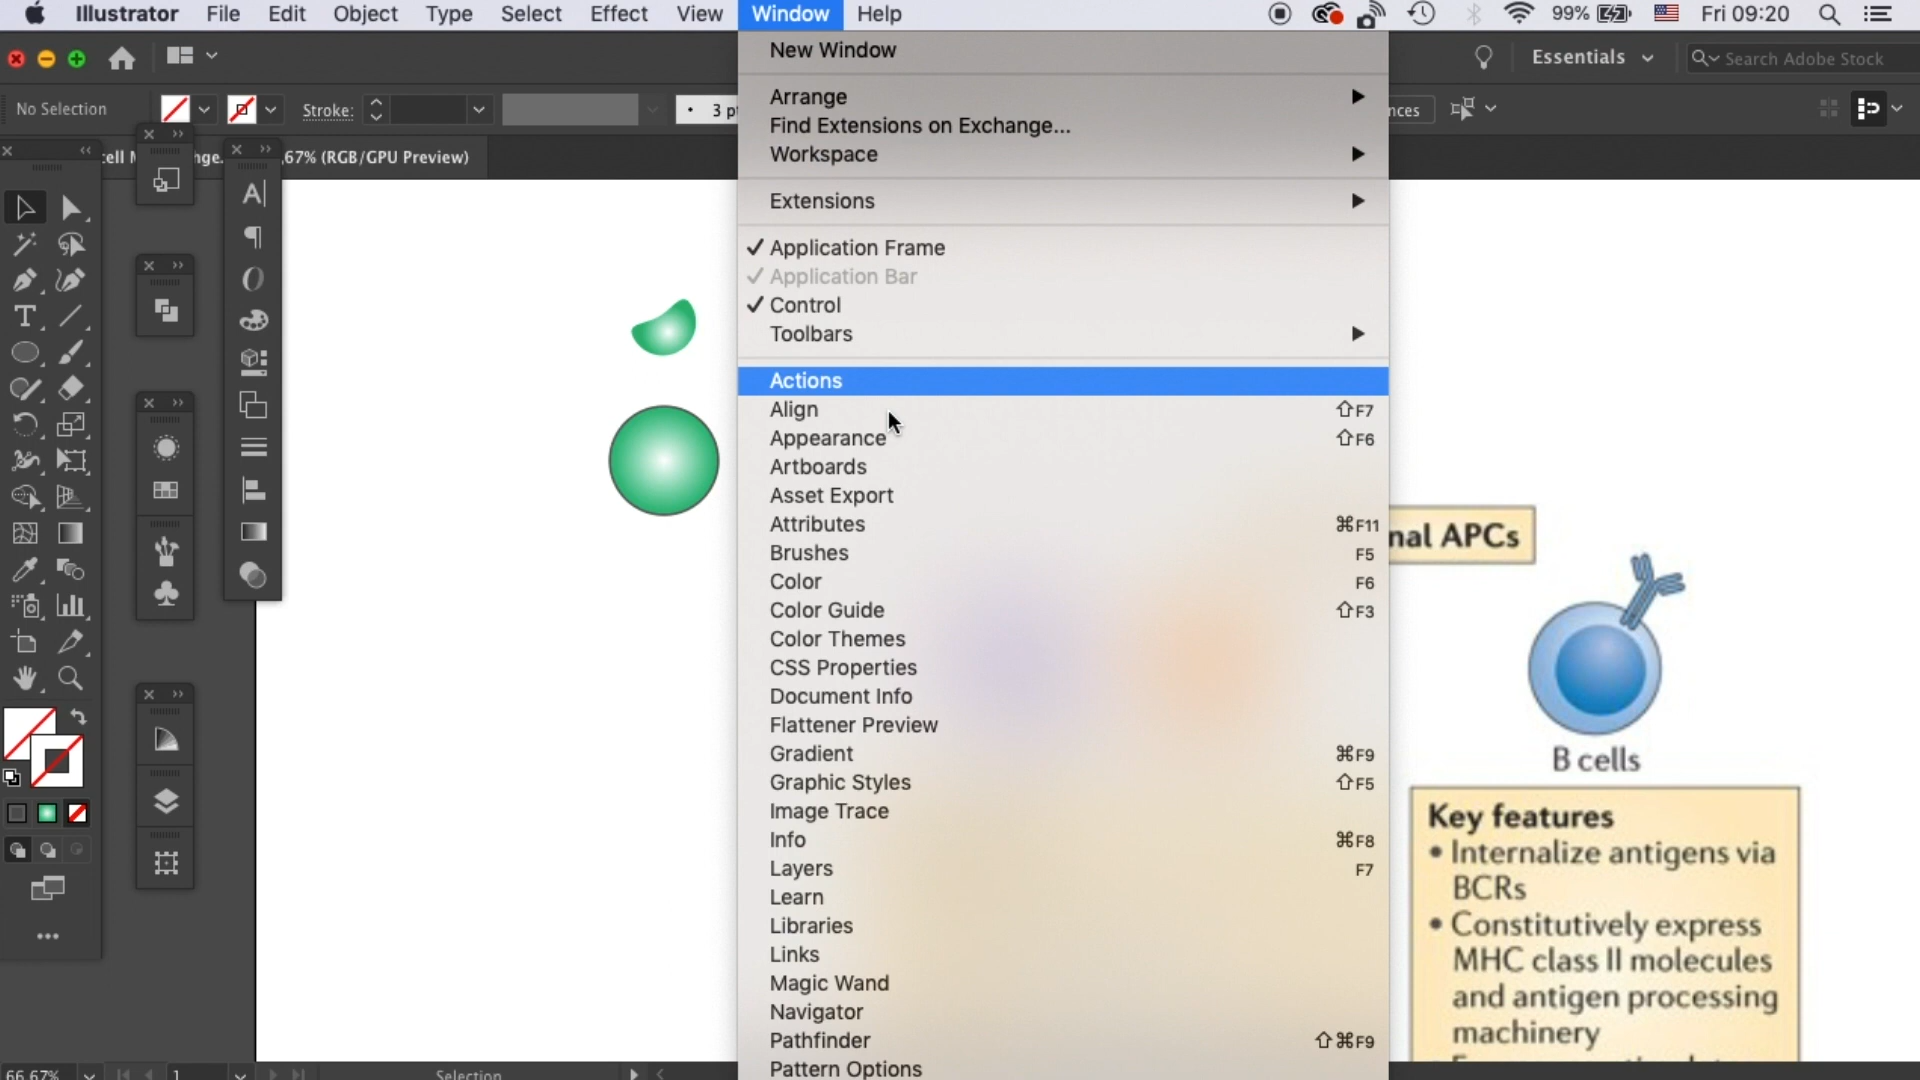 Illustrator File Edit Object Type Select Effect View Window Help 99% Fri 09:20
Essentials Search Adobe Stock
No Selection Stroke: 3 p
67% (RGB/GPU Preview)
New Window
Arrange
Find Extensions on Exchange...
Workspace
Extensions
✓ Application Frame
✓ Application Bar
✓ Control
Toolbars
Actions
Align ⇧F7
Appearance ⇧F6
Artboards
Asset Export
Attributes ⌘F11
Brushes F5
Color F6
Color Guide ⇧F3
Color Themes
CSS Properties
Document Info
Flattener Preview
Gradient ⌘F9
Graphic Styles ⇧F5
Image Trace
Info ⌘F8
Layers F7
Learn
Libraries
Links
Magic Wand
Navigator
Pathfinder ⇧⌘F9
Pattern Options
nal APCs
B cells
Key features
• Internalize antigens via
BCRs
• Constitutively express
MHC class II molecules
and antigen processing
machinery
66,67% 1 Selection